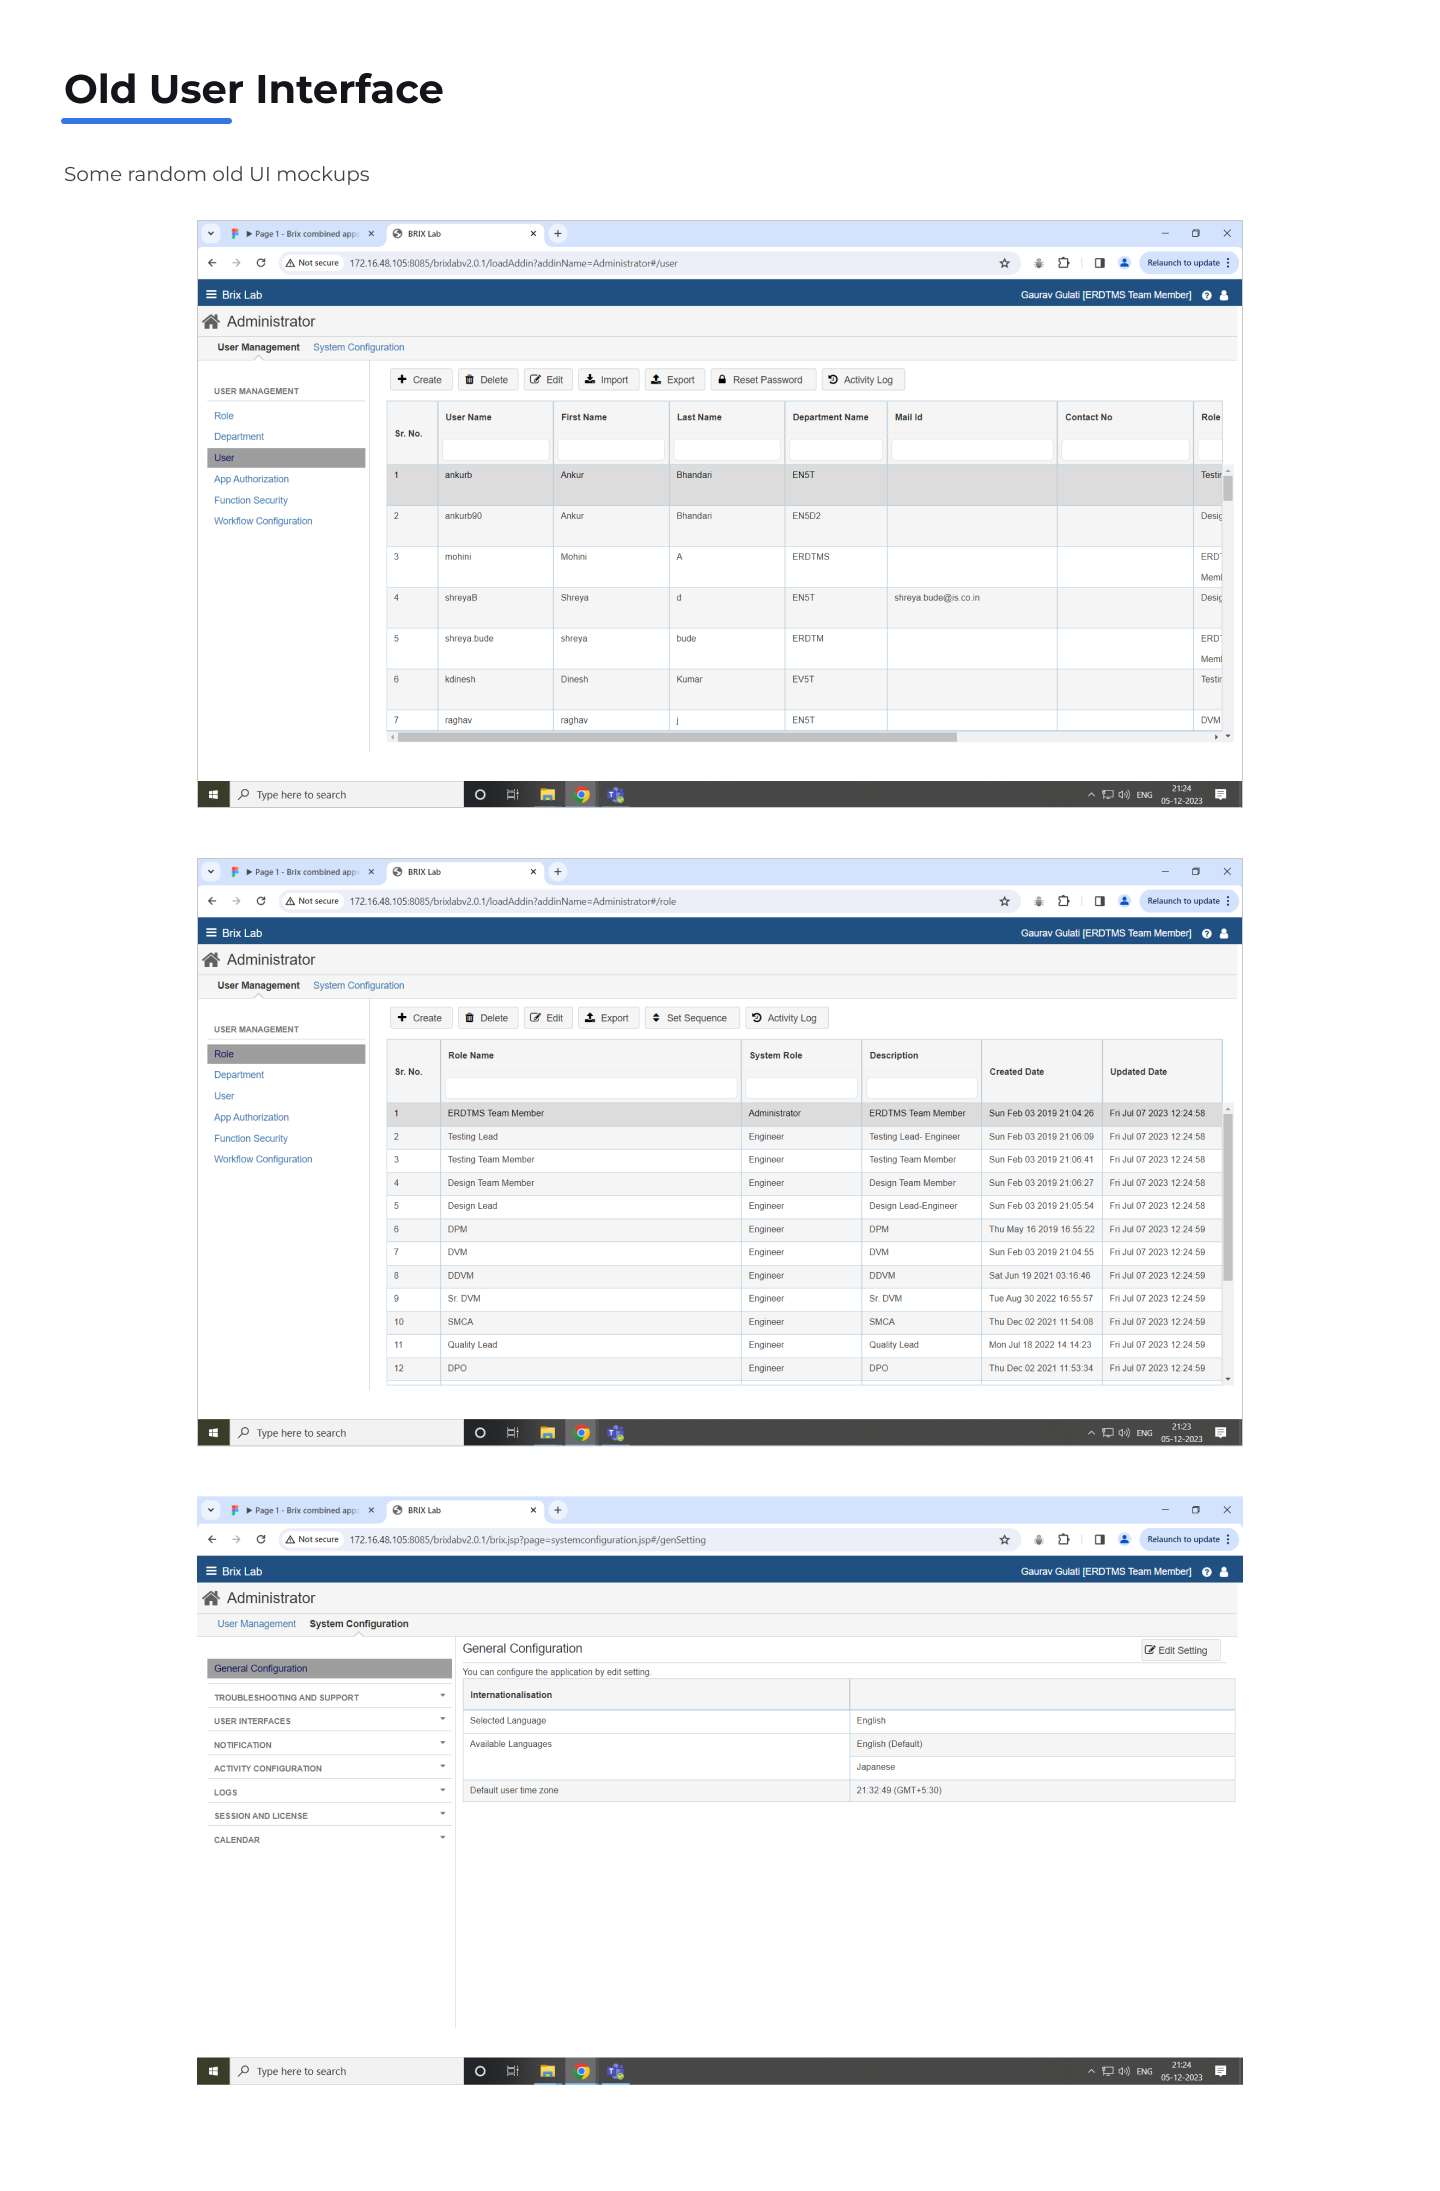 Old User Interface
Some random old UI mockups
Page 1 - Brix combined app BRIX Lab
Not secure 172.16.48.105:8085/brixlabv2.0.1/loadAddin?addinName=Administrator#/user Relaunch to update
Brix Lab Gaurav Gulati [ERDTMS Team Member]
Administrator
User Management System Configuration
Create Delete Edit Import Export Reset Password Activity Log
USER MANAGEMENT
Role
Department
User
App Authorization
Function Security
Workflow Configuration
Sr. No. User Name First Name Last Name Department Name Mail Id Contact No Role
1 ankurb Ankur Bhandari EN5T Testin
2 ankurb90 Ankur Bhandari EN5D2 Desig
3 mohini Mohini A ERDTMS ERDT
Meml
4 shreyaB Shreya d EN5T shreya.bude@is.co.in Desig
5 shreya.bude shreya bude ERDTM ERDT
Meml
6 kdinesh Dinesh Kumar EV5T Testin
7 raghav raghav j EN5T DVM
Type here to search ENG 21:24
05-12-2023
Page 1 - Brix combined app BRIX Lab
Not secure 172.16.48.105:8085/brixlabv2.0.1/loadAddin?addinName=Administrator#/role Relaunch to update
Brix Lab Gaurav Gulati [ERDTMS Team Member]
Administrator
User Management System Configuration
Create Delete Edit Export Set Sequence Activity Log
USER MANAGEMENT
Role
Department
User
App Authorization
Function Security
Workflow Configuration
Sr. No. Role Name System Role Description Created Date Updated Date
1 ERDTMS Team Member Administrator ERDTMS Team Member Sun Feb 03 2019 21:04:26 Fri Jul 07 2023 12:24:58
2 Testing Lead Engineer Testing Lead- Engineer Sun Feb 03 2019 21:06:09 Fri Jul 07 2023 12:24:58
3 Testing Team Member Engineer Testing Team Member Sun Feb 03 2019 21:06:41 Fri Jul 07 2023 12:24:58
4 Design Team Member Engineer Design Team Member Sun Feb 03 2019 21:06:27 Fri Jul 07 2023 12:24:58
5 Design Lead Engineer Design Lead-Engineer Sun Feb 03 2019 21:05:54 Fri Jul 07 2023 12:24:58
6 DPM Engineer DPM Thu May 16 2019 16:55:22 Fri Jul 07 2023 12:24:59
7 DVM Engineer DVM Sun Feb 03 2019 21:04:55 Fri Jul 07 2023 12:24:59
8 DDVM Engineer DDVM Sat Jun 19 2021 03:16:46 Fri Jul 07 2023 12:24:59
9 Sr. DVM Engineer Sr. DVM Tue Aug 30 2022 16:55:57 Fri Jul 07 2023 12:24:59
10 SMCA Engineer SMCA Thu Dec 02 2021 11:54:08 Fri Jul 07 2023 12:24:59
11 Quality Lead Engineer Quality Lead Mon Jul 18 2022 14:14:23 Fri Jul 07 2023 12:24:59
12 DPO Engineer DPO Thu Dec 02 2021 11:53:34 Fri Jul 07 2023 12:24:59
Type here to search ENG 21:23
05-12-2023
Page 1 - Brix combined app BRIX Lab
Not secure 172.16.48.105:8085/brixlabv2.0.1/brix.jsp?page=systemconfiguration.jsp#/genSetting Relaunch to update
Brix Lab Gaurav Gulati [ERDTMS Team Member]
Administrator
User Management System Configuration
General Configuration
TROUBLESHOOTING AND SUPPORT
USER INTERFACES
NOTIFICATION
ACTIVITY CONFIGURATION
LOGS
SESSION AND LICENSE
CALENDAR
General Configuration Edit Setting
You can configure the application by edit setting.
Internationalisation
Selected Language English
Available Languages English (Default)
Japanese
Default user time zone 21:32:49 (GMT+5:30)
Type here to search ENG 21:24
05-12-2023